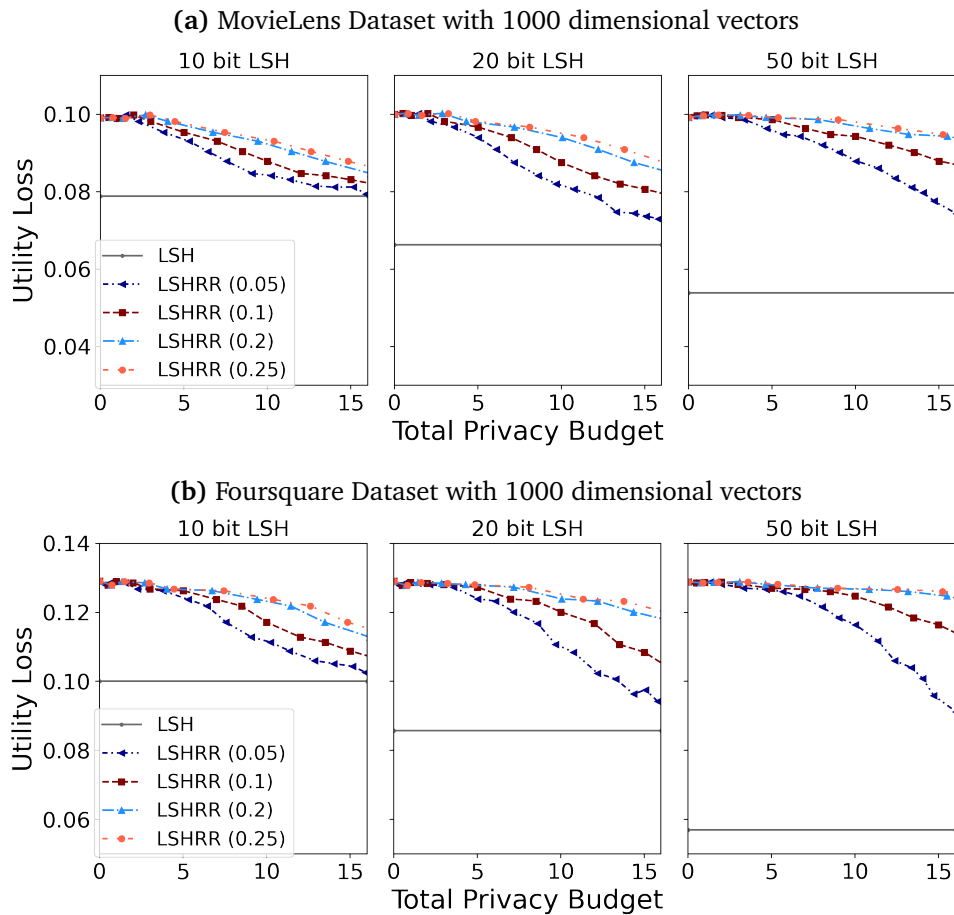 (a) MovieLens Dataset with 1000 dimensional vectors
10 bit LSH 20 bit LSH 50 bit LSH
0.10
0.08
0.06
0.04
Utility Loss
LSH
LSHRR (0.05)
LSHRR (0.1)
LSHRR (0.2)
LSHRR (0.25)
0 5 10 15 0 5 10 15 0 5 10 15
Total Privacy Budget
(b) Foursquare Dataset with 1000 dimensional vectors
10 bit LSH 20 bit LSH 50 bit LSH
0.14
0.12
0.10
0.08
0.06
Utility Loss
LSH
LSHRR (0.05)
LSHRR (0.1)
LSHRR (0.2)
LSHRR (0.25)
0 5 10 15 0 5 10 15 0 5 10 15
Total Privacy Budget